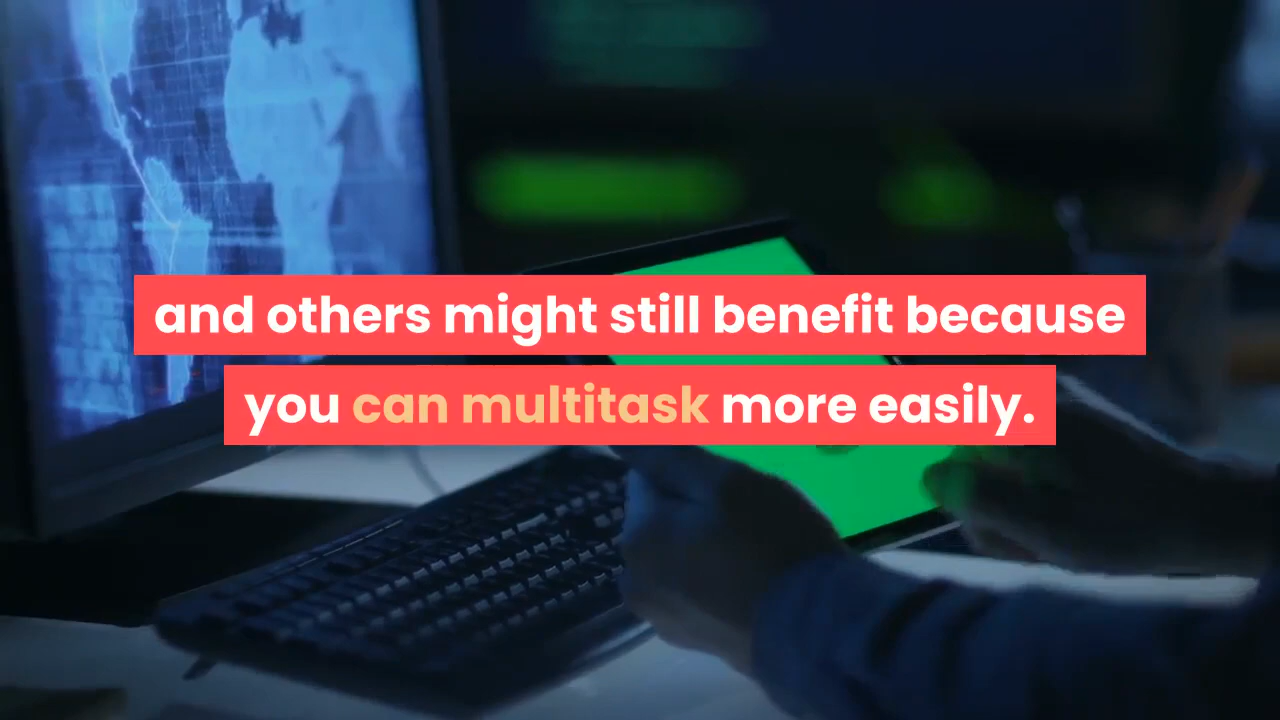 and others might still benefit because
you can multitask more easily.